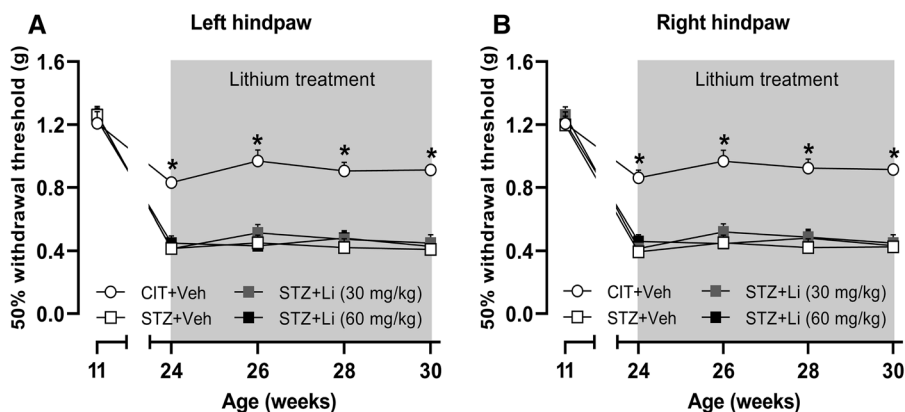 A
Left hindpaw
50% withdrawal threshold (g)
1.6
1.2
0.8
0.4
0.0
Lithium treatment
* * * *
CIT+Veh
STZ+Li (30 mg/kg)
STZ+Veh
STZ+Li (60 mg/kg)
11 24 26 28 30
Age (weeks)
B
Right hindpaw
50% withdrawal threshold (g)
1.6
1.2
0.8
0.4
0.0
Lithium treatment
* * * *
CIT+Veh
STZ+Li (30 mg/kg)
STZ+Veh
STZ+Li (60 mg/kg)
11 24 26 28 30
Age (weeks)